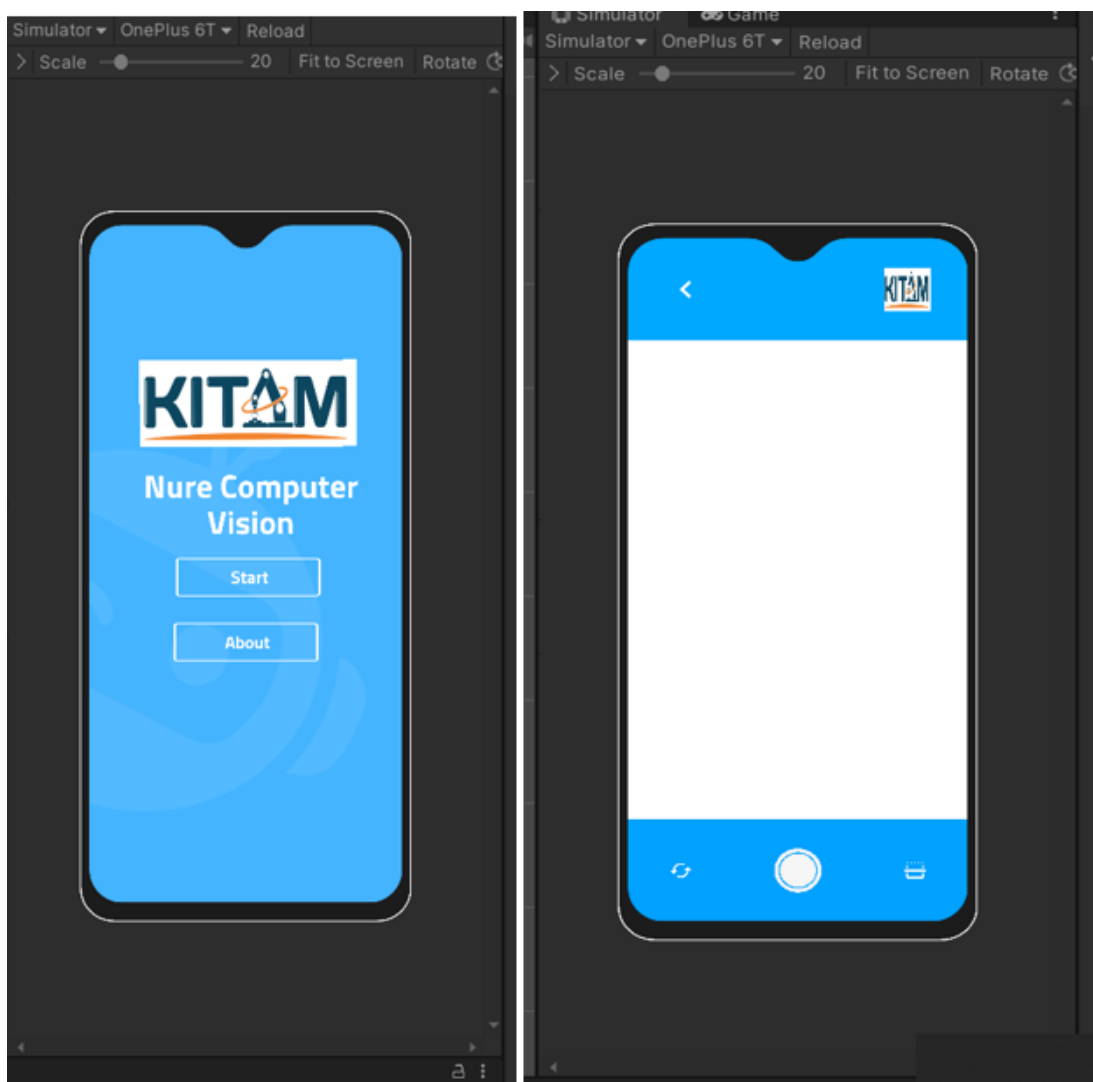 Simulator OnePlus 6T Reload
Scale 20 Fit to Screen Rotate
KITAM
Nure Computer
Vision
Start
About
Simulator Game
Simulator OnePlus 6T Reload
Scale 20 Fit to Screen Rotate
KITAM